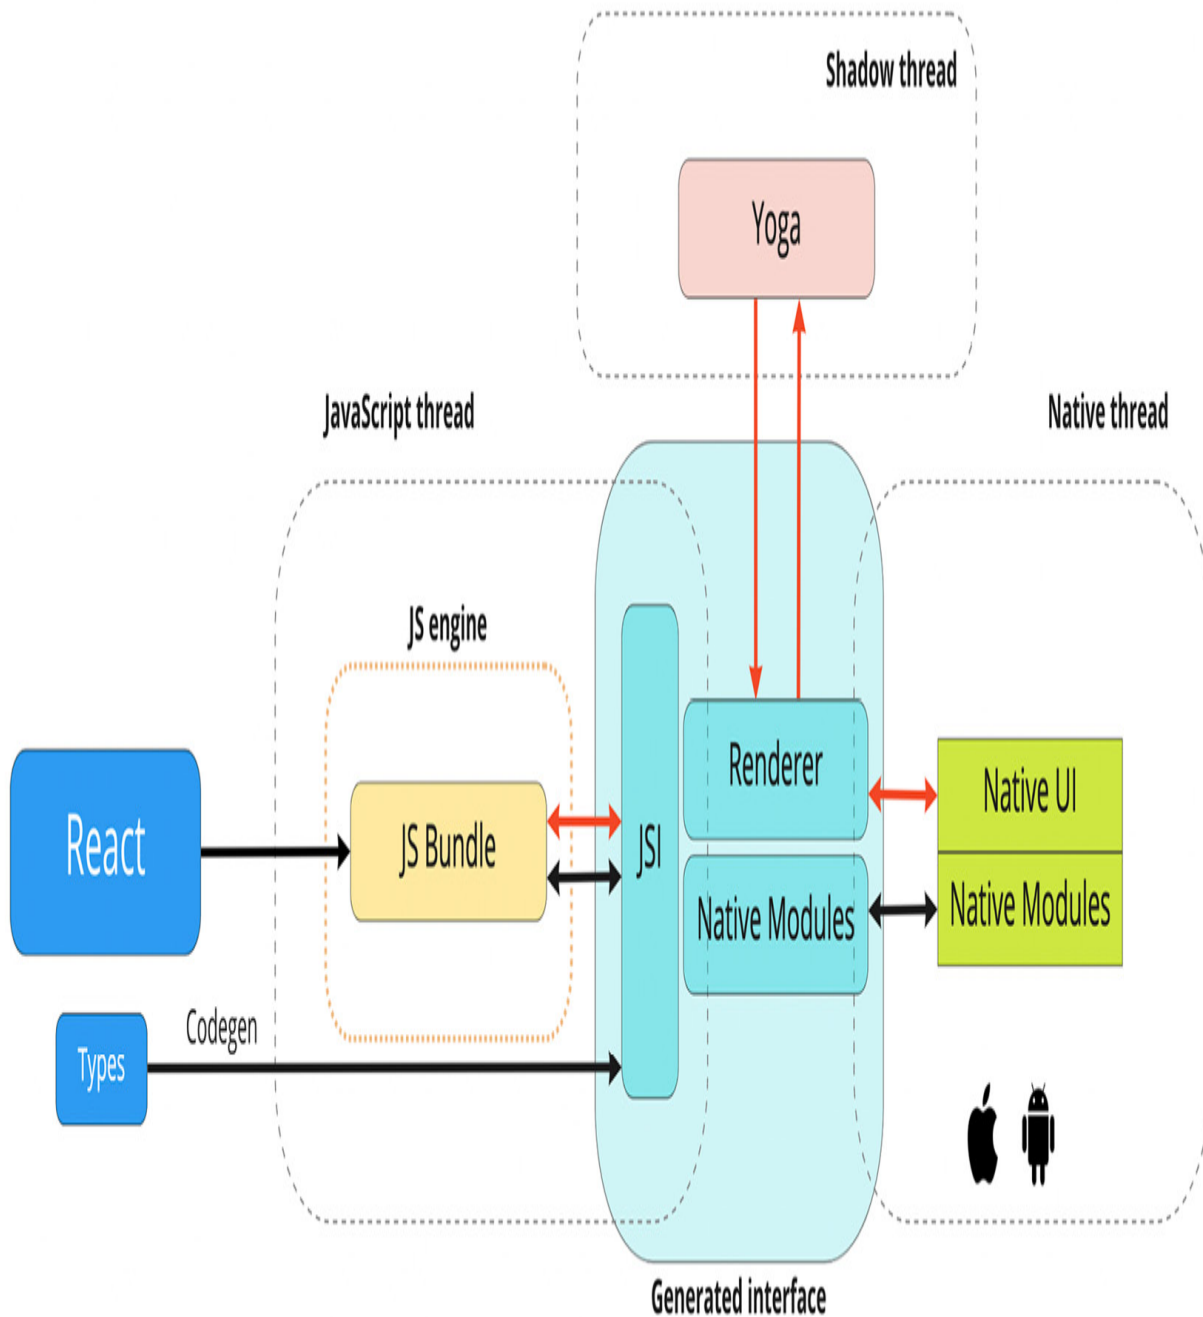 Shadow thread
Yoga
JavaScript thread
Native thread
JS engine
React
JS Bundle
JSI
Renderer
Native Modules
Native UI
Native Modules
Types
Codegen
Generated interface